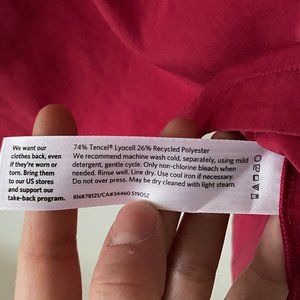 We want our
clothes back, even
if they're worn or
torn. Bring them
to our US stores
and support our
take-back program.
74% Tencel® Lyocell 26% Recycled Polyester
We recommend machine wash cold, separately, using mild
detergent, gentle cycle. Only non-chlorine bleach when
needed. Rinse well. Line dry. Use cool iron if necessary.
Do not over press. May be dry cleaned with light steam.
RN#78121/CA#34460-S19OSZ